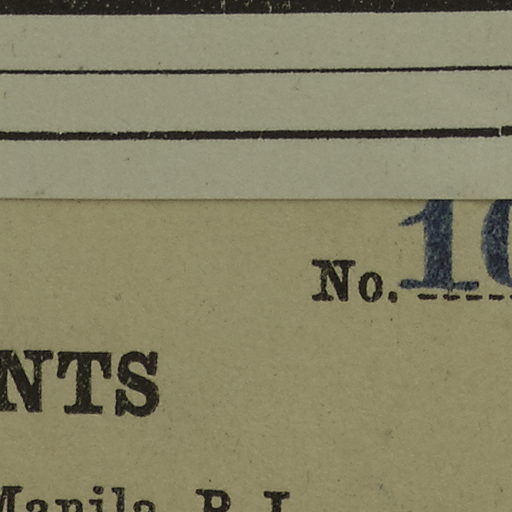 No. 10
NTS
Manila, P. I.